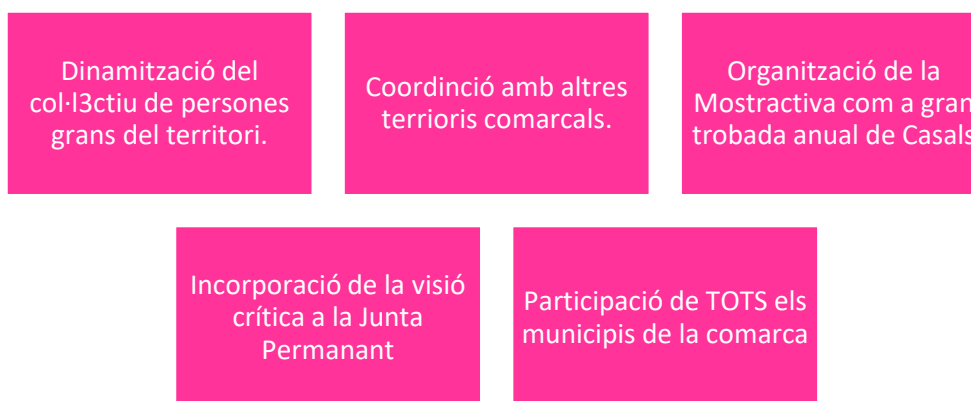 Dinamització del
col·l3ctiu de persones
grans del territori.
Coordinció amb altres
terrioris comarcals.
Organització de la
Mostractiva com a gran
trobada anual de Casals
Incorporació de la visió
crítica a la Junta
Permanant
Participació de TOTS els
municipis de la comarca